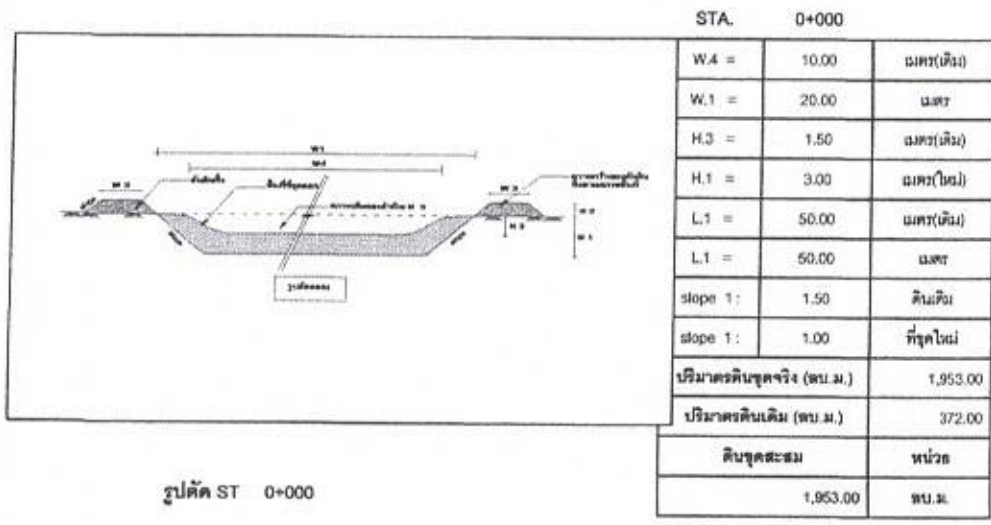 STA. 0+000
W.4 = 10.00 เมตร(เดิม)
W.1 = 20.00 เมตร
H.3 = 1.50 เมตร(เดิม)
H.1 = 3.00 เมตร(ใหม่)
L.1 = 50.00 เมตร(เดิม)
L.1 = 50.00 เมตร
slope 1: 1.50 ดินเดิม
slope 1: 1.00 ที่ขุดใหม่
ปริมาตรดินขุดจริง (ลบ.ม.) 1,953.00
ปริมาตรดินเดิม (ลบ.ม.) 372.00
ดินขุดสะสม หน่วย
1,953.00 ลบ.ม.
W1
W4
รูปตัด ST 0+000